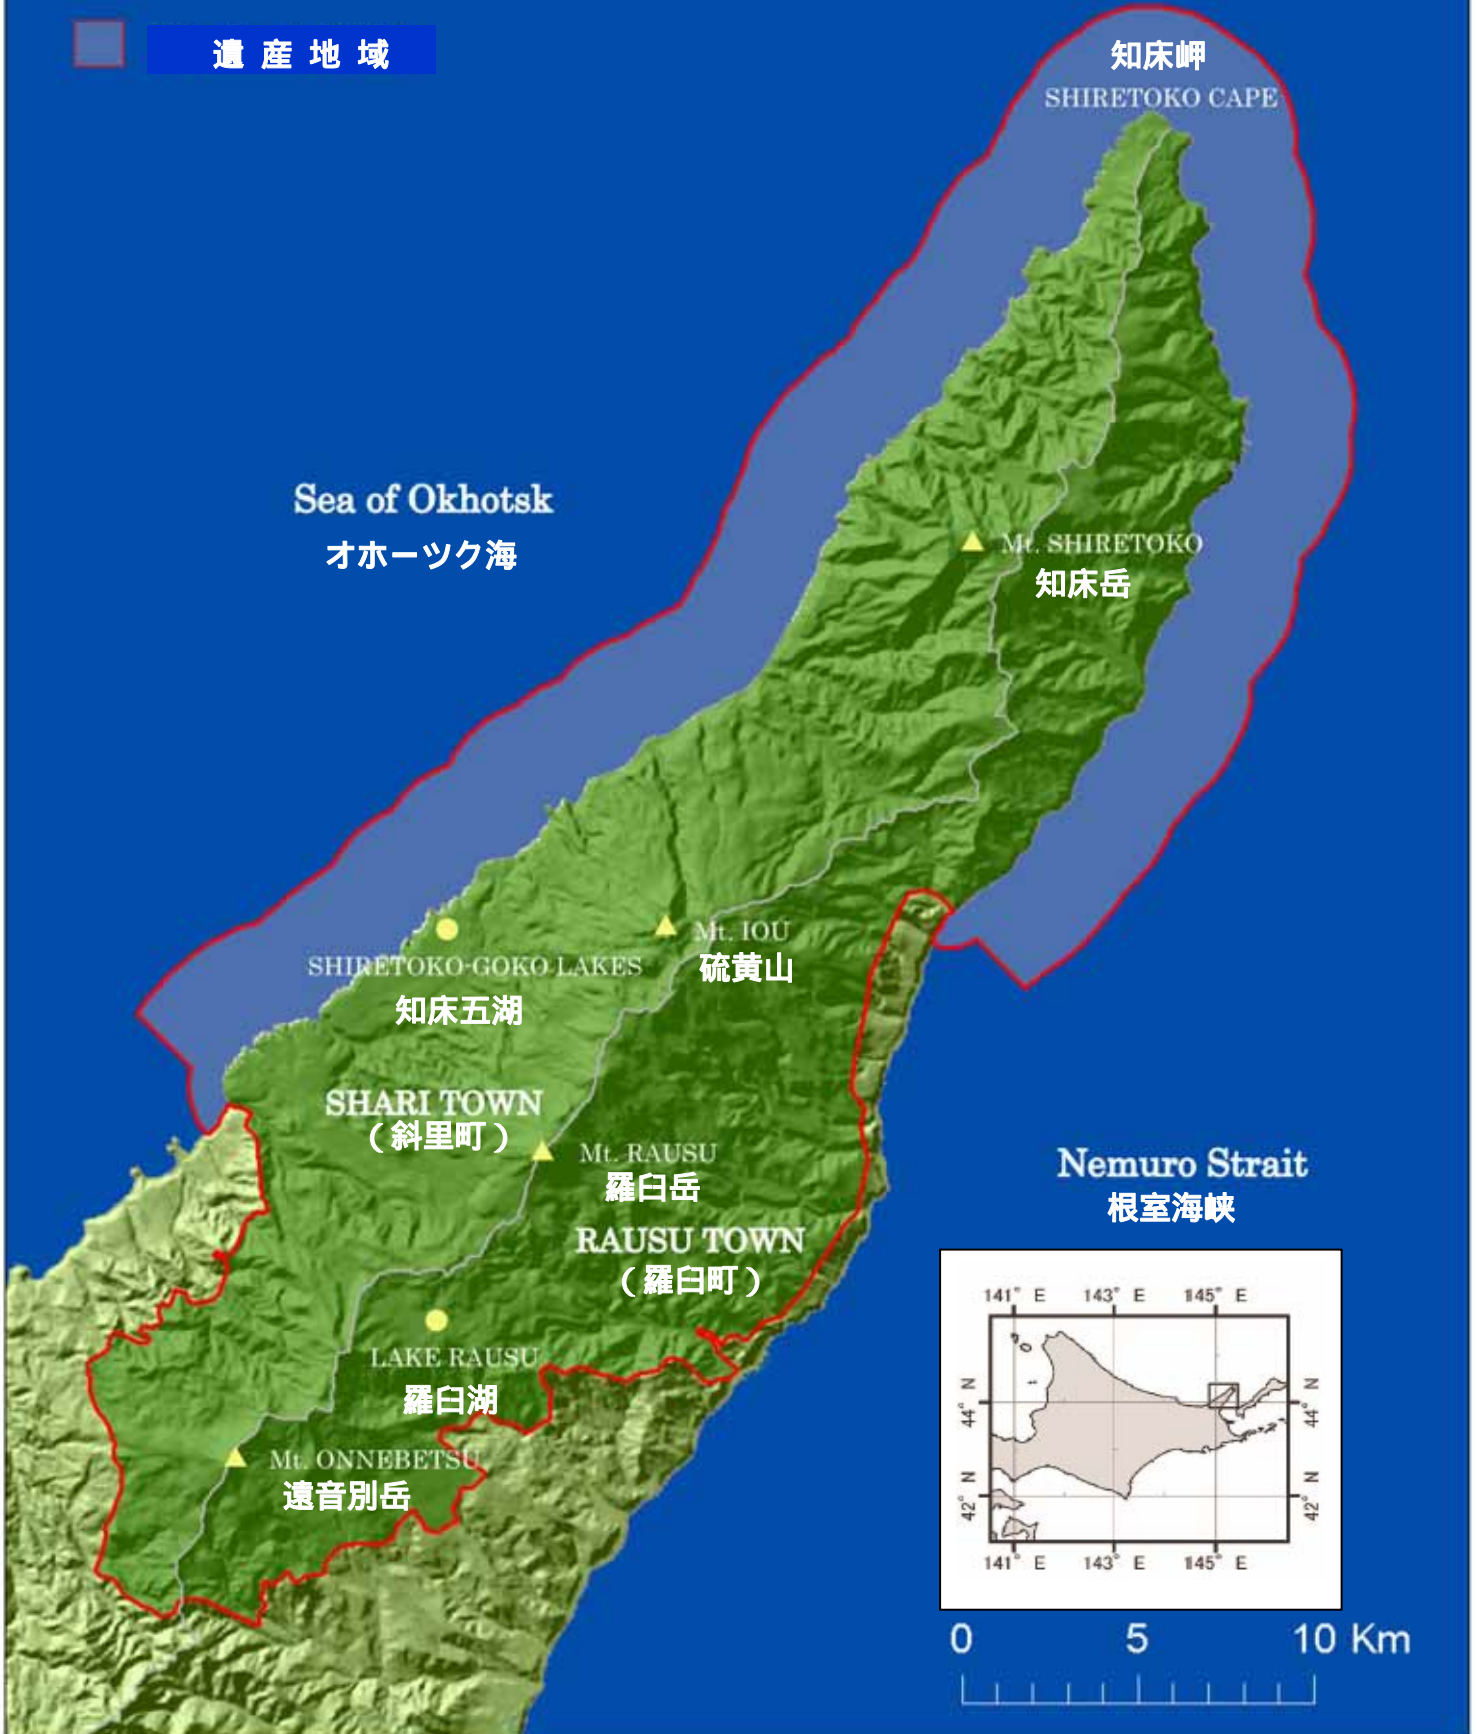 遺産地域
知床岬
SHIRETOKO CAPE
Sea of Okhotsk
オホーツク海
Mt. SHIRETOKO
知床岳
Mt. IOU
硫黄山
SHIRETOKO-GOKO LAKES
知床五湖
SHARI TOWN
(斜里町)
Mt. RAUSU
羅臼岳
RAUSU TOWN
(羅臼町)
Nemuro Strait
根室海峡
LAKE RAUSU
羅臼湖
Mt. ONNEBETSU
遠音別岳
141° E 143° E 145° E
44° N 44° N
42° N 42° N
141° E 143° E 145° E
0 5 10 Km